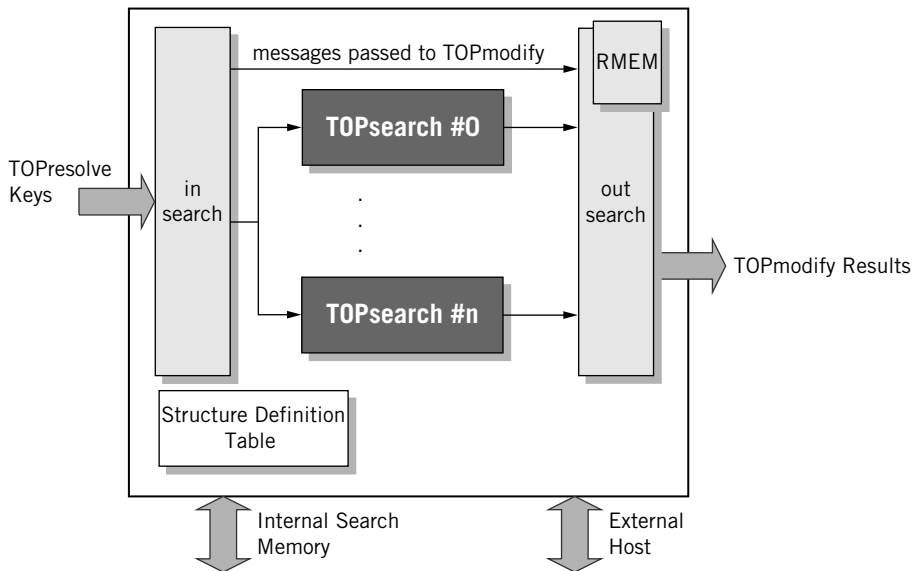 messages passed to TOPmodify
RMEM
TOPsearch #0
TOPresolve
Keys
in
search
.
.
.
out
search
TOPmodify Results
TOPsearch #n
Structure Definition
Table
Internal Search
Memory
External
Host